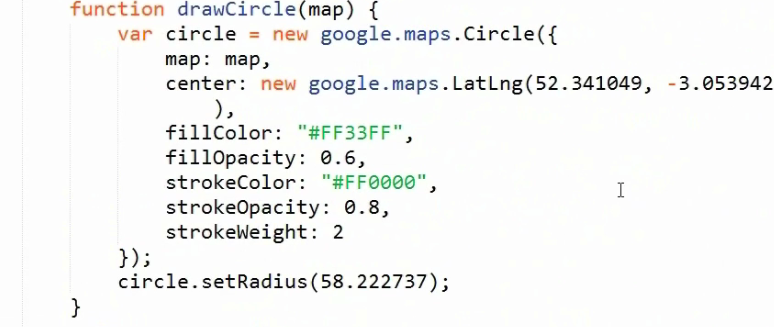 function drawCircle(map) {
var circle = new google.maps.Circle({
map: map,
center: new google.maps.LatLng(52.341049, -3.053942
),
fillColor: "#FF33FF",
fillOpacity: 0.6,
strokeColor: "#FF0000",
strokeOpacity: 0.8,
strokeWeight: 2
});
circle.setRadius(58.222737);
}